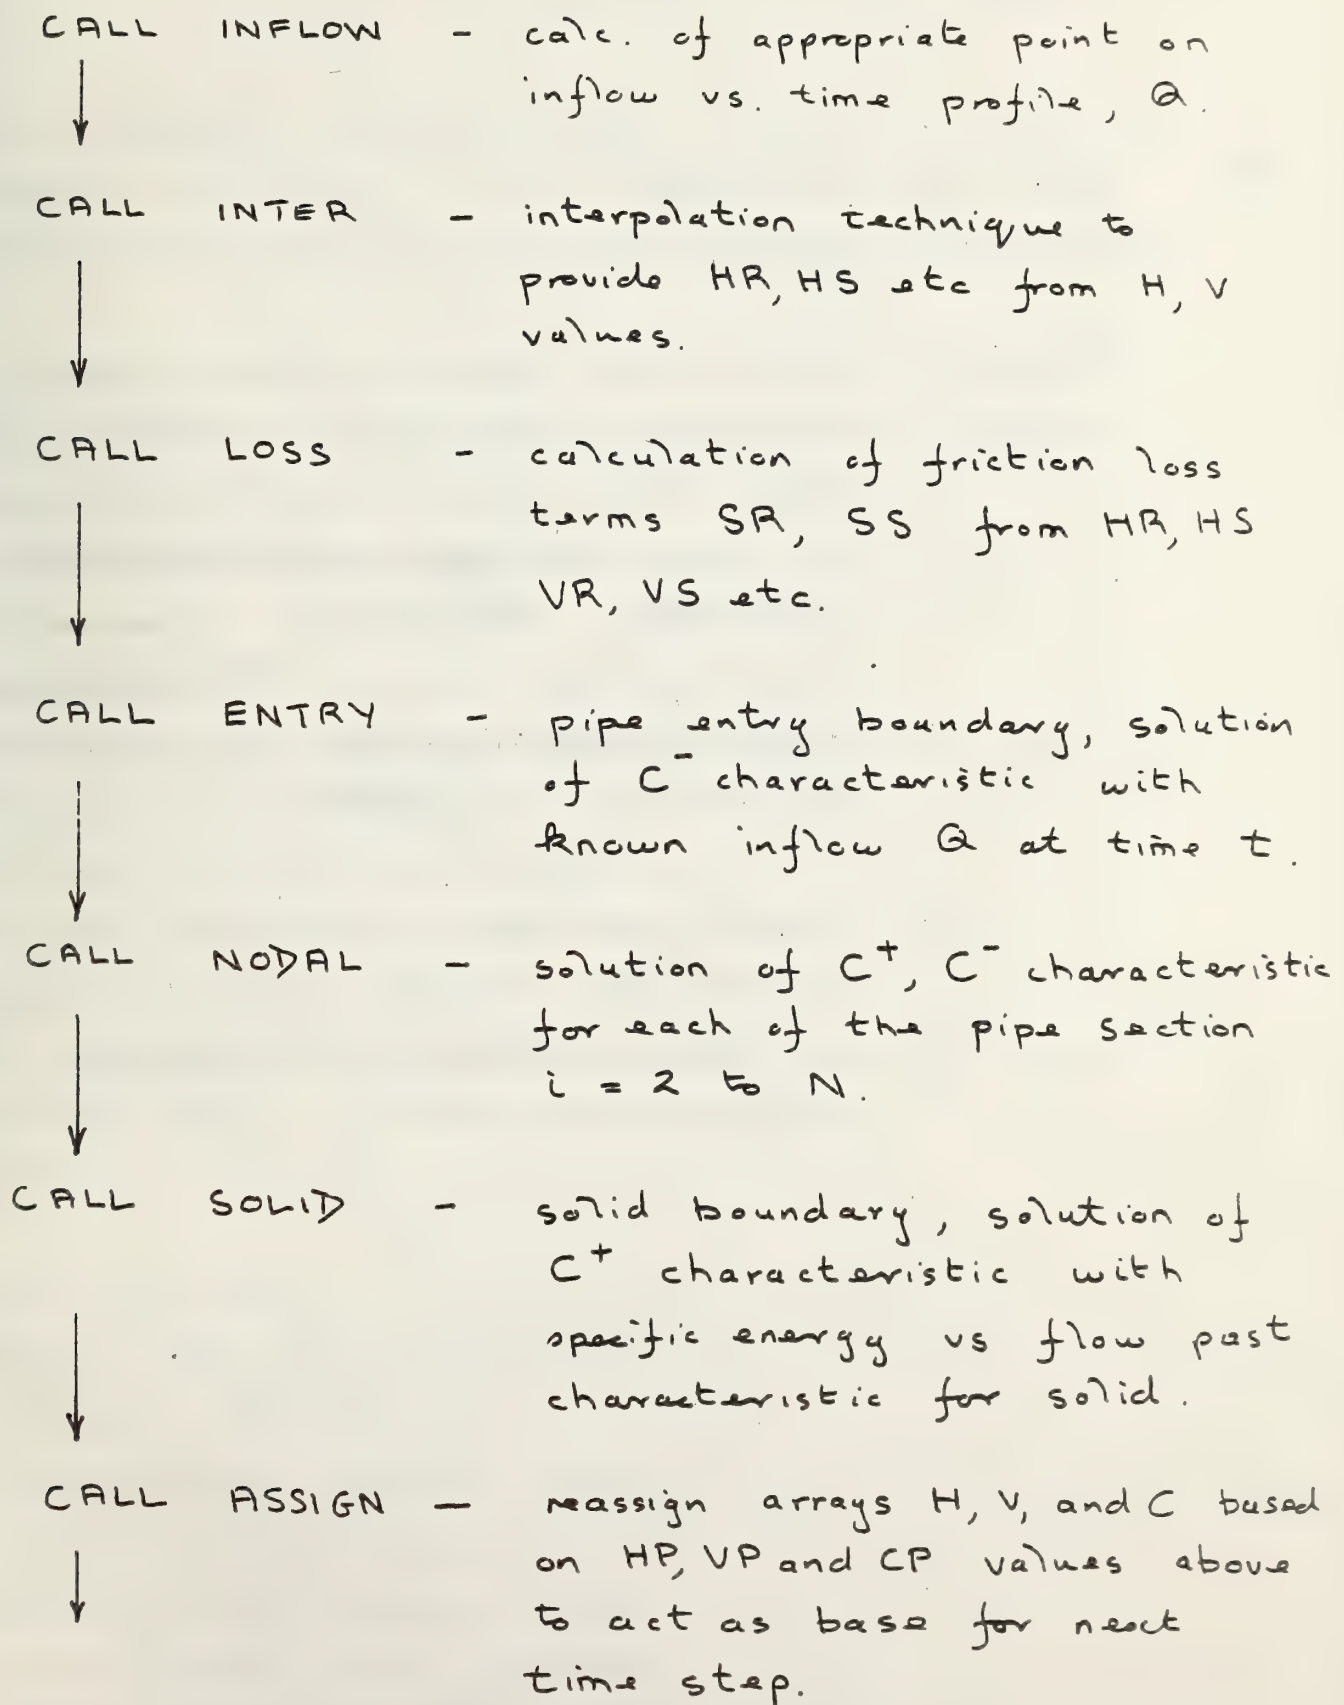 CALL INFLOW - calc. of appropriate point on
inflow vs. time profile, Q.
CALL INTER - interpolation technique to
provide HR, HS etc from H, V
values.
CALL LOSS - calculation of friction loss
terms SR, SS from HR, HS
VR, VS etc.
CALL ENTRY - pipe entry boundary, solution
of C⁻ characteristic with
known inflow Q at time t.
CALL NODAL - solution of C⁺, C⁻ characteristic
for each of the pipe section
i = 2 to N.
CALL SOLID - solid boundary, solution of
C⁺ characteristic with
specific energy vs flow past
characteristic for solid.
CALL ASSIGN - reassign arrays H, V, and C based
on HP, VP and CP values above
to act as base for next
time step.